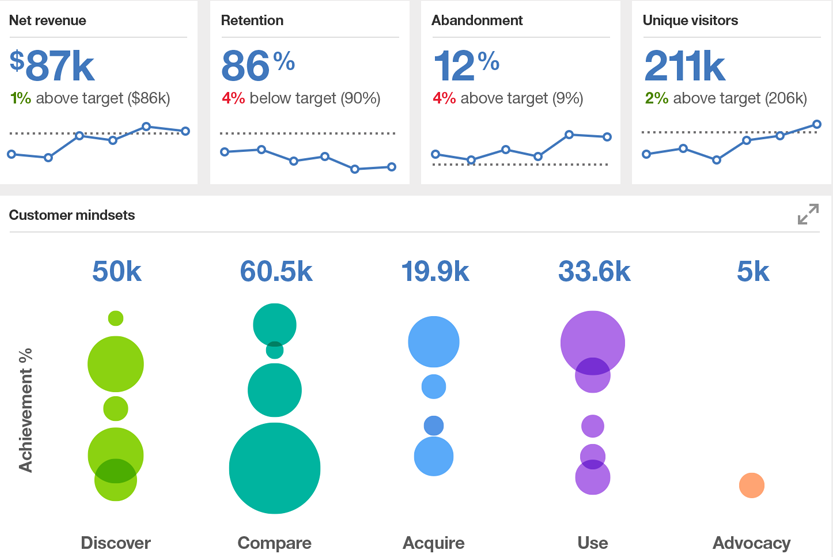 Net revenue
$87k
1% above target ($86k)
Retention
86%
4% below target (90%)
Abandonment
12%
4% above target (9%)
Unique visitors
211k
2% above target (206k)
Customer mindsets
50k
60.5k
19.9k
33.6k
5k
Achievement %
Discover
Compare
Acquire
Use
Advocacy